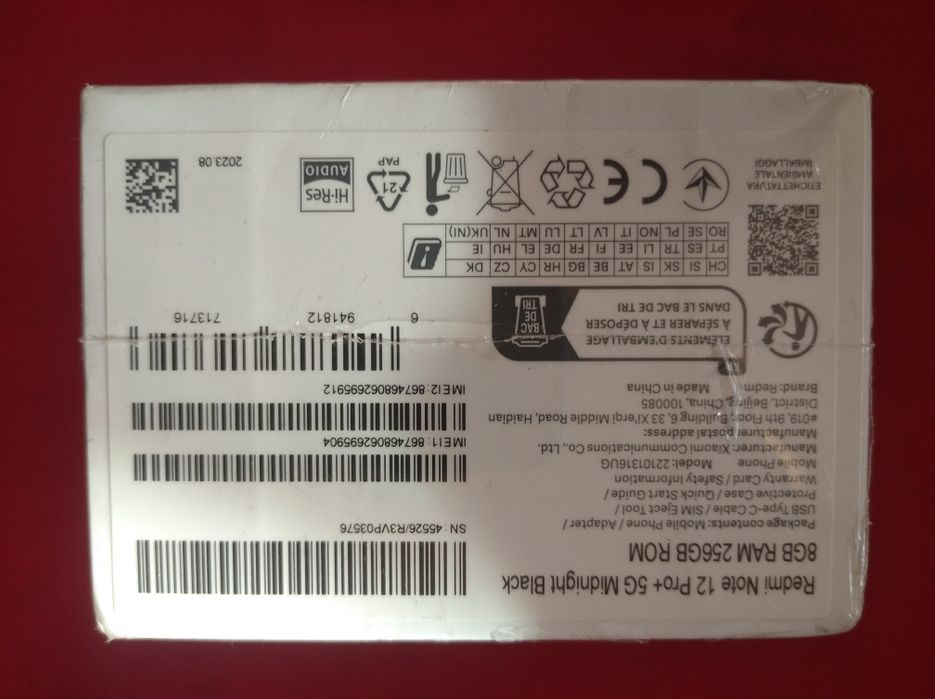 Redmi Note 12 Pro+ 5G Midnight Black
8GB RAM 256GB ROM
Package contents: Mobile Phone / Adapter /
USB Type-C Cable / SIM Eject Tool /
Protective Case / Quick Start Guide /
Warranty Card / Safety Information
Mobile Phone Model: 22101316UG
Manufacturer: Xiaomi Communications Co., Ltd.
Manufacturer postal address:
#019, 9th Floor, Building 6, 33 Xi'erqi Middle Road, Haidian
District, Beijing, China, 100085
Brand: Redmi Made in China
SN: 45526/R3VP03576
IMEI1: 867468062695904
IMEI2: 867468062695912
6 941812 713716
ÉLÉMENTS D'EMBALLAGE
À SÉPARER ET À DÉPOSER
DANS LE BAC DE TRI
BAC
DE
TRI
CH SI SK IS AT BE BG HR CY CZ DK
PT ES TR LI EE FI FR DE EL HU IE
RO SE PL NO IT LV LT LU MT NL UK(NI)
ETICHETTATURA
AMBIENTALE
IMBALLAGGI
CE
21
PAP
Hi-Res
AUDIO
2023.08